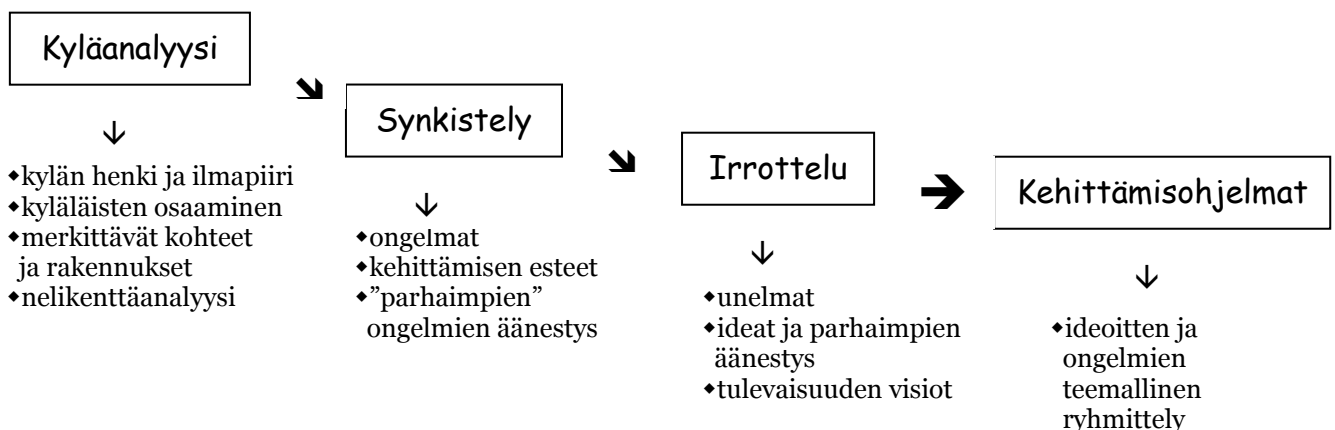 Kyläanalyysi
◆kylän henki ja ilmapiiri
◆kyläläisten osaaminen
◆merkittävät kohteet
ja rakennukset
◆nelikenttäanalyysi
Synkistely
◆ongelmat
◆kehittämisen esteet
◆”parhaimpien”
ongelmien äänestys
Irrottelu
◆unelmat
◆ideat ja parhaimpien
äänestys
◆tulevaisuuden visiot
Kehittämisohjelmat
◆ideoitten ja
ongelmien
teemallinen
ryhmittely